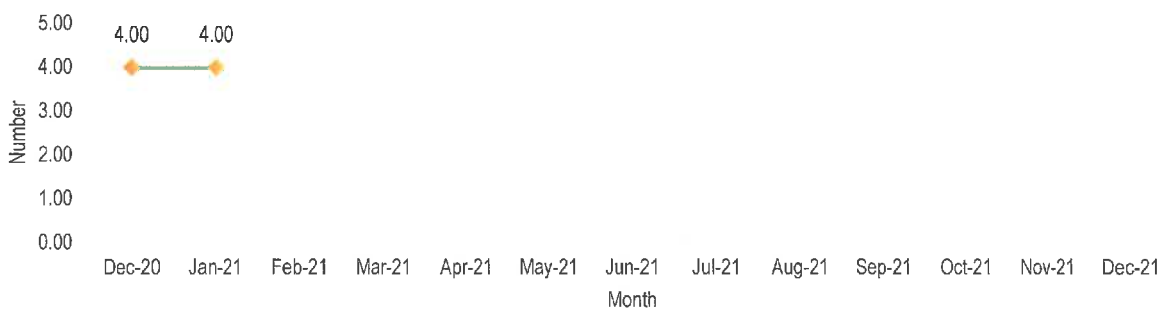 5.00
4.00 4.00
4.00
3.00
2.00
1.00
0.00
Number
Dec-20 Jan-21 Feb-21 Mar-21 Apr-21 May-21 Jun-21 Jul-21 Aug-21 Sep-21 Oct-21 Nov-21 Dec-21
Month